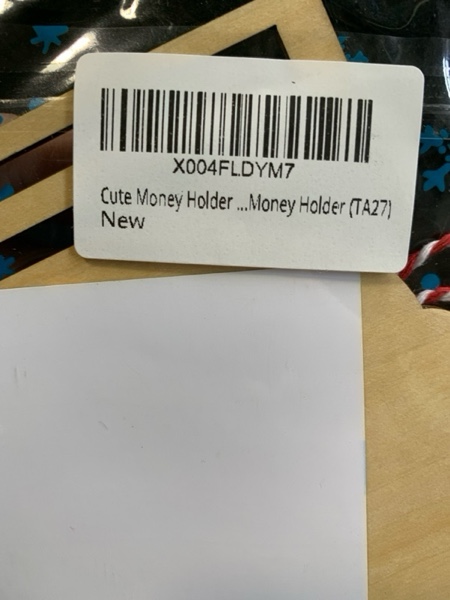 X004FLDYM7
Cute Money Holder ...Money Holder (TA27)
New